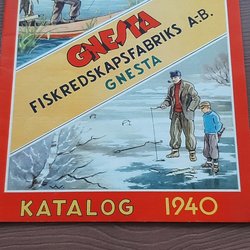 GNESTA
FISKREDSKAPSFABRIKS A.-B.
GNESTA
KATALOG 1940